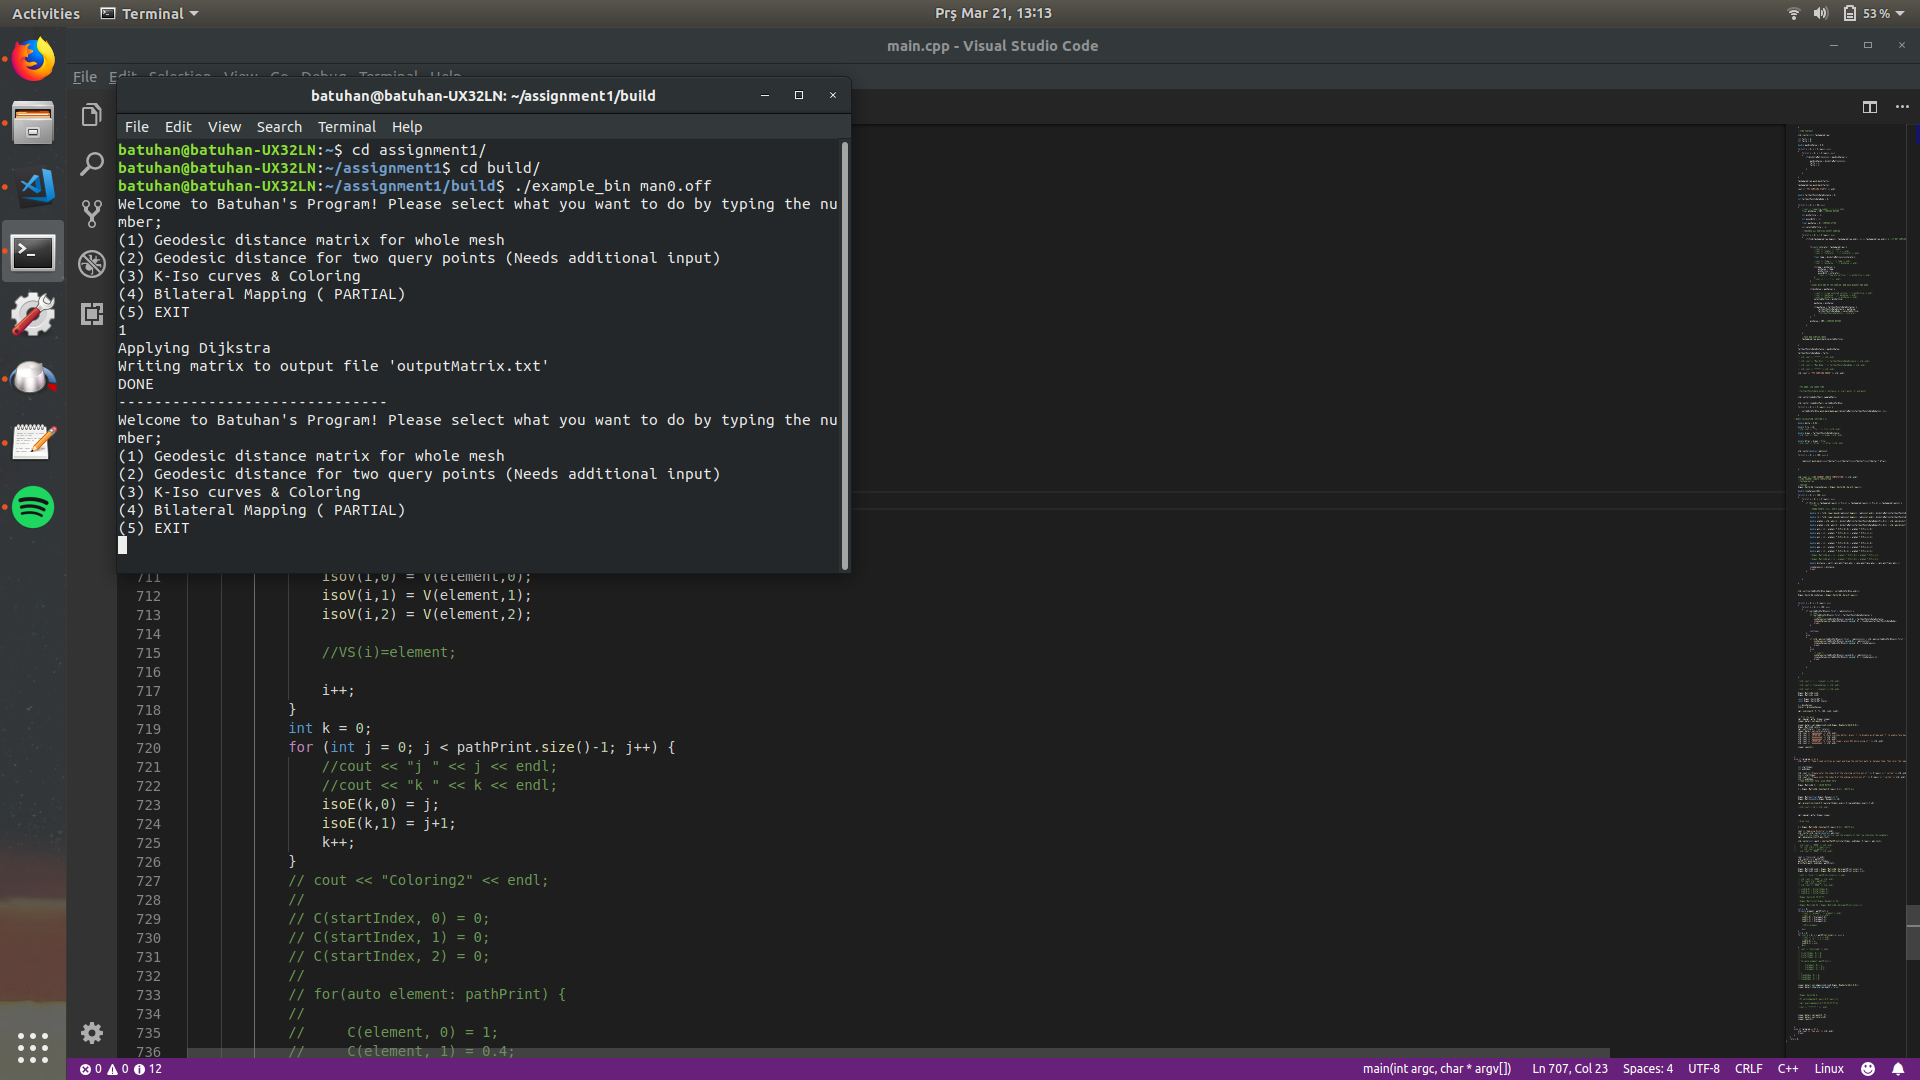 Activities
Terminal
Prş Mar 21, 13:13
53 %
main.cpp - Visual Studio Code
File Edit Selection View Go Debug Terminal Help
batuhan@batuhan-UX32LN: ~/assignment1/build
File Edit View Search Terminal Help
batuhan@batuhan-UX32LN:~$ cd assignment1/
batuhan@batuhan-UX32LN:~/assignment1$ cd build/
batuhan@batuhan-UX32LN:~/assignment1/build$ ./example_bin man0.off
Welcome to Batuhan's Program! Please select what you want to do by typing the nu
mber;
(1) Geodesic distance matrix for whole mesh
(2) Geodesic distance for two query points (Needs additional input)
(3) K-Iso curves & Coloring
(4) Bilateral Mapping ( PARTIAL)
(5) EXIT
1
Applying Dijkstra
Writing matrix to output file 'outputMatrix.txt'
DONE
------------------------------
Welcome to Batuhan's Program! Please select what you want to do by typing the nu
mber;
(1) Geodesic distance matrix for whole mesh
(2) Geodesic distance for two query points (Needs additional input)
(3) K-Iso curves & Coloring
(4) Bilateral Mapping ( PARTIAL)
(5) EXIT
711 isoV(i,0) = V(element,0);
712 isoV(i,1) = V(element,1);
713 isoV(i,2) = V(element,2);
714
715 //VS(i)=element;
716
717 i++;
718 }
719 int k = 0;
720 for (int j = 0; j < pathPrint.size()-1; j++) {
721 //cout << "j " << j << endl;
722 //cout << "k " << k << endl;
723 isoE(k,0) = j;
724 isoE(k,1) = j+1;
725 k++;
726 }
727 // cout << "Coloring2" << endl;
728 //
729 // C(startIndex, 0) = 0;
730 // C(startIndex, 1) = 0;
731 // C(startIndex, 2) = 0;
732 //
733 // for(auto element: pathPrint) {
734 //
735 // C(element, 0) = 1;
736 // C(element, 1) = 0.4;
0 0 12
main(int argc, char * argv[]) Ln 707, Col 23 Spaces: 4 UTF-8 CRLF C++ Linux